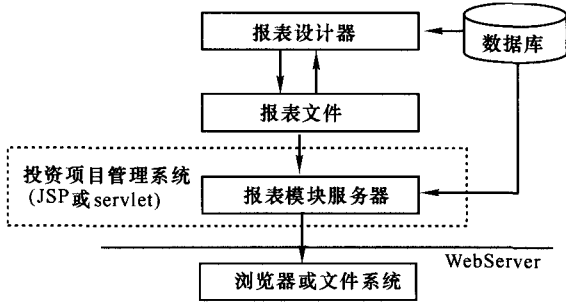 报表设计器
数据库
报表文件
投资项目管理系统
(JSP或servlet)
报表模块服务器
WebServer
浏览器或文件系统